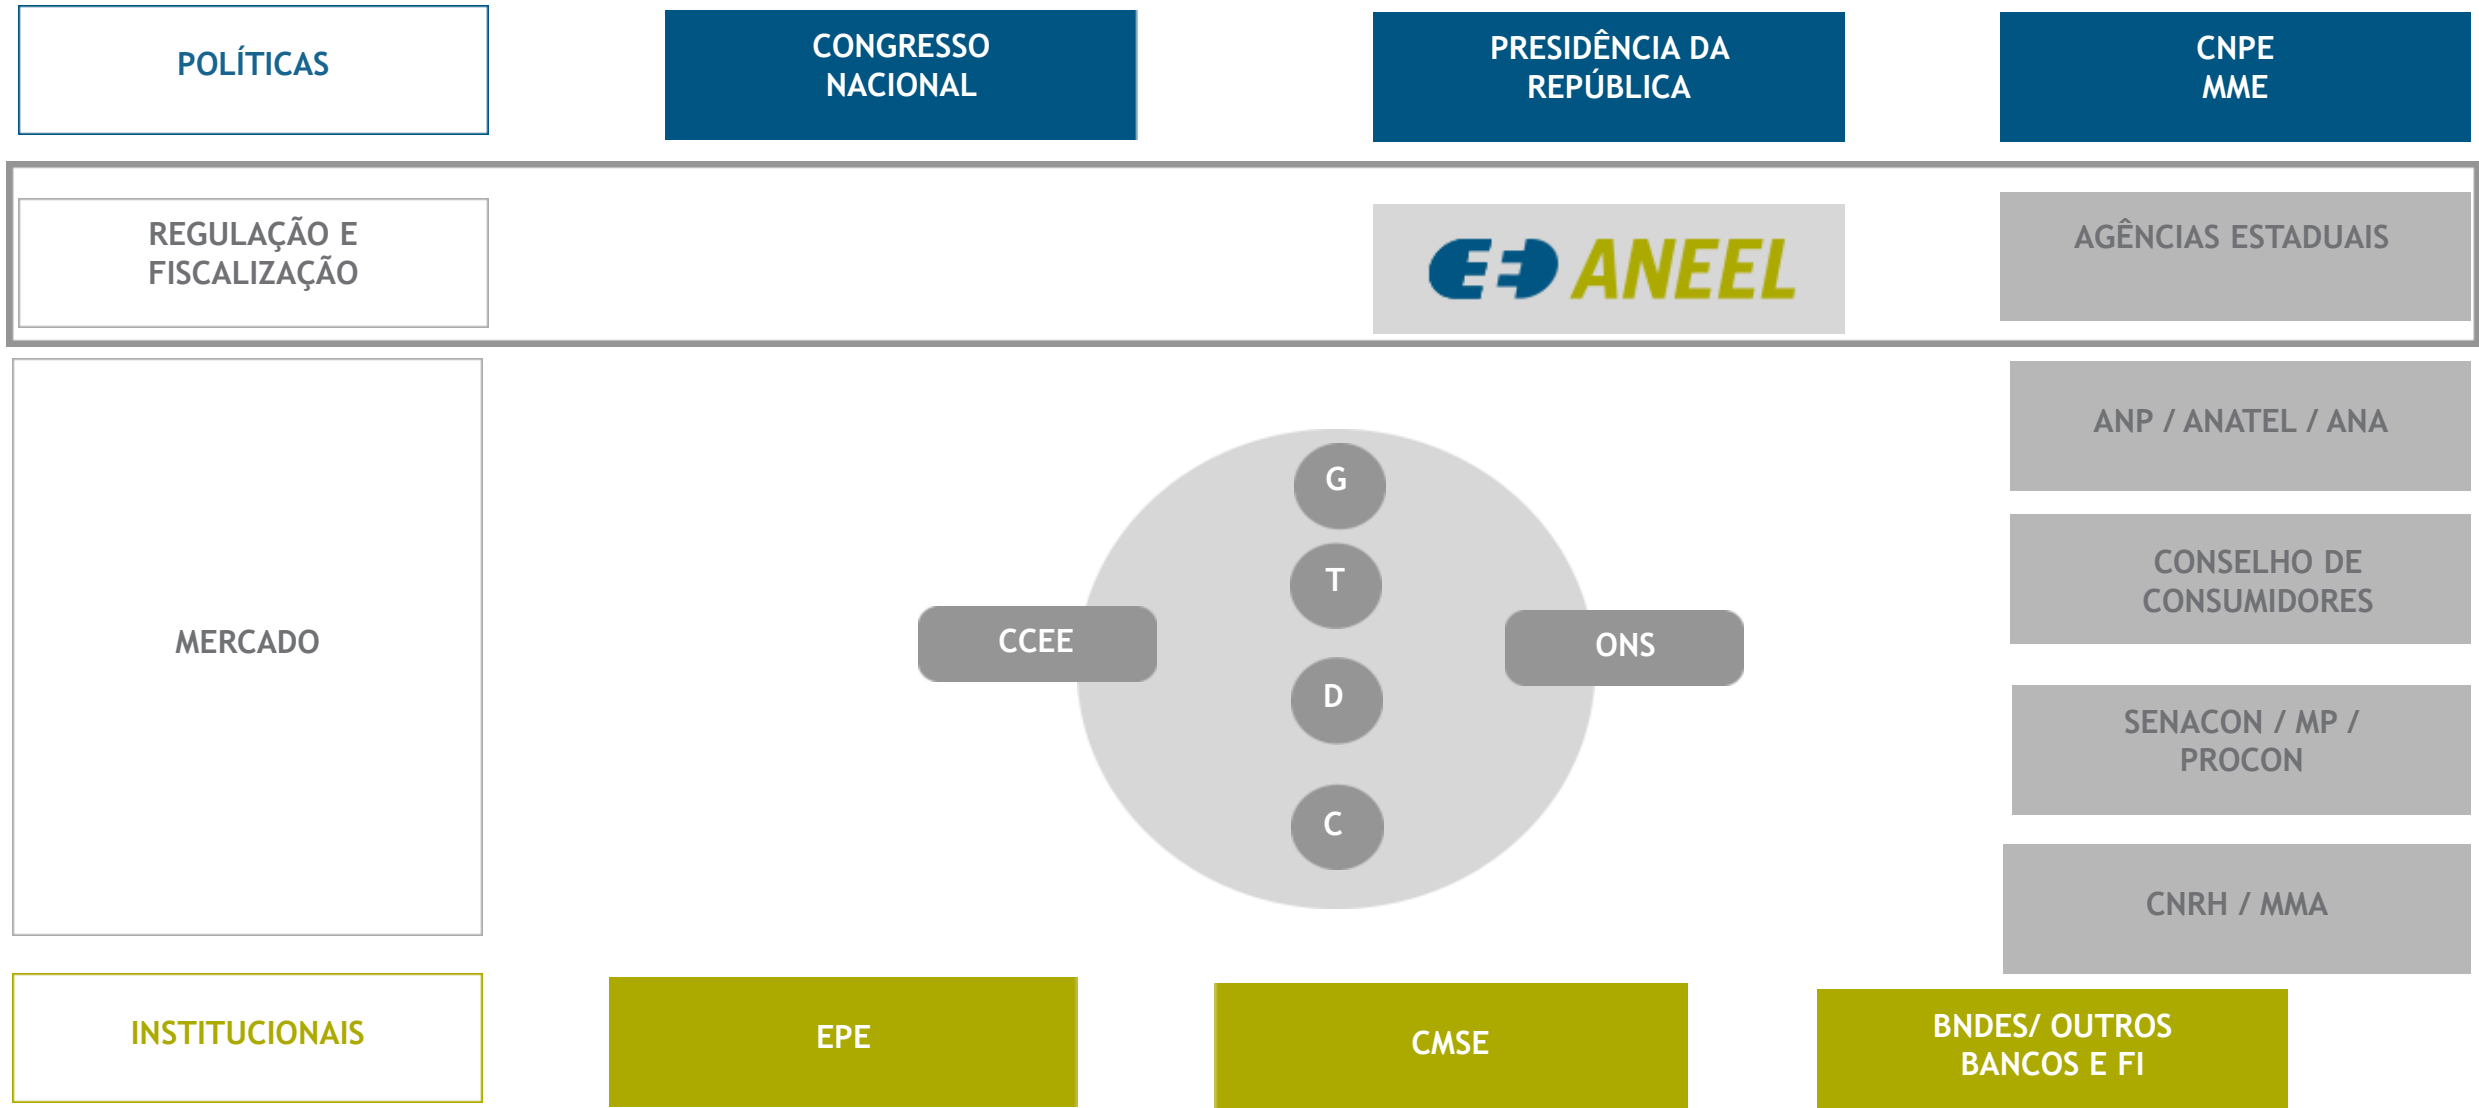 POLÍTICAS
CONGRESSO
NACIONAL
PRESIDÊNCIA DA
REPÚBLICA
CNPE
MME
REGULAÇÃO E
FISCALIZAÇÃO
ANEEL
AGÊNCIAS ESTADUAIS
MERCADO
CCEE
G
T
D
C
ONS
ANP / ANATEL / ANA
CONSELHO DE
CONSUMIDORES
SENACON / MP /
PROCON
CNRH / MMA
INSTITUCIONAIS
EPE
CMSE
BNDES/ OUTROS
BANCOS E FI